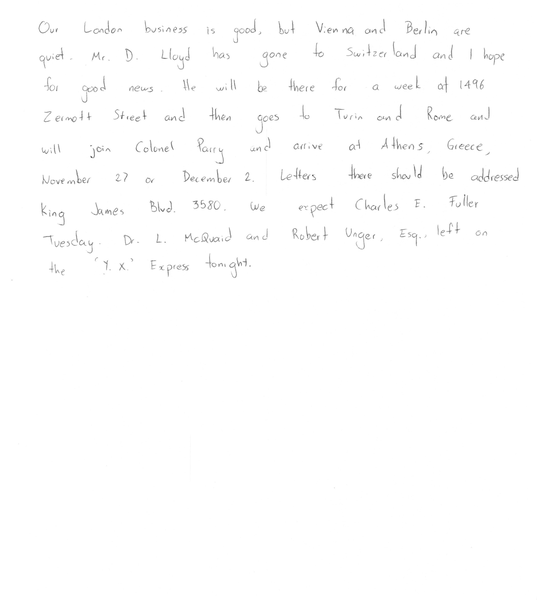 Our London business is good, but Vienna and Berlin are
quiet. Mr. D. Lloyd has gone to Switzerland and I hope
for good news. He will be there for a week at 1496
Zermott Street and then goes to Turin and Rome and
will join Colonel Parry and arrive at Athens, Greece,
November 27 or December 2. Letters there should be addressed
King James Blvd. 3580. We expect Charles E. Fuller
Tuesday. Dr. L. McQuaid and Robert Unger, Esq., left on
the 'Y. X.' Express tonight.